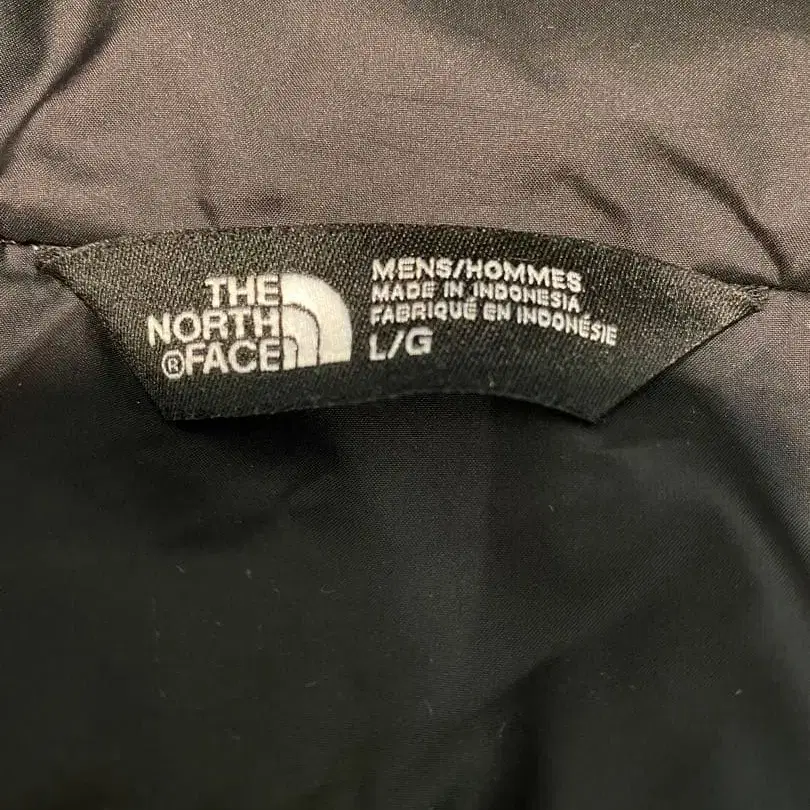 THE
NORTH
®FACE
MENS/HOMMES
MADE IN INDONESIA
FABRIQUÉ EN INDONÉSIE
L/G